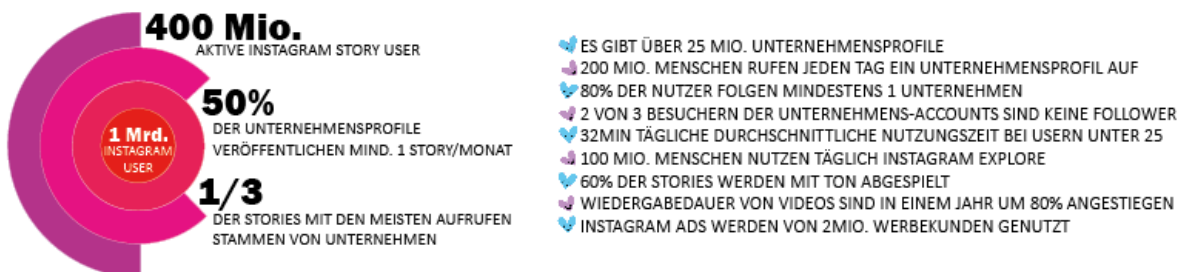 400 Mio.
AKTIVE INSTAGRAM STORY USER
50%
DER UNTERNEHMENSPROFILE
VERÖFFENTLICHEN MIND. 1 STORY/MONAT
1 Mrd.
INSTAGRAM
USER
1/3
DER STORIES MIT DEN MEISTEN AUFRUFEN
STAMMEN VON UNTERNEHMEN
ES GIBT ÜBER 25 MIO. UNTERNEHMENSPROFILE
200 MIO. MENSCHEN RUFEN JEDEN TAG EIN UNTERNEHMENSPROFIL AUF
80% DER NUTZER FOLGEN MINDESTENS 1 UNTERNEHMEN
2 VON 3 BESUCHERN DER UNTERNEHMENS-ACCOUNTS SIND KEINE FOLLOWER
32MIN TÄGLICHE DURCHSCHNITTLICHE NUTZUNGSZEIT BEI USERN UNTER 25
100 MIO. MENSCHEN NUTZEN TÄGLICH INSTAGRAM EXPLORE
60% DER STORIES WERDEN MIT TON ABGESPIELT
WIEDERGABEDAUER VON VIDEOS SIND IN EINEM JAHR UM 80% ANGESTIEGEN
INSTAGRAM ADS WERDEN VON 2MIO. WERBEKUNDEN GENUTZT